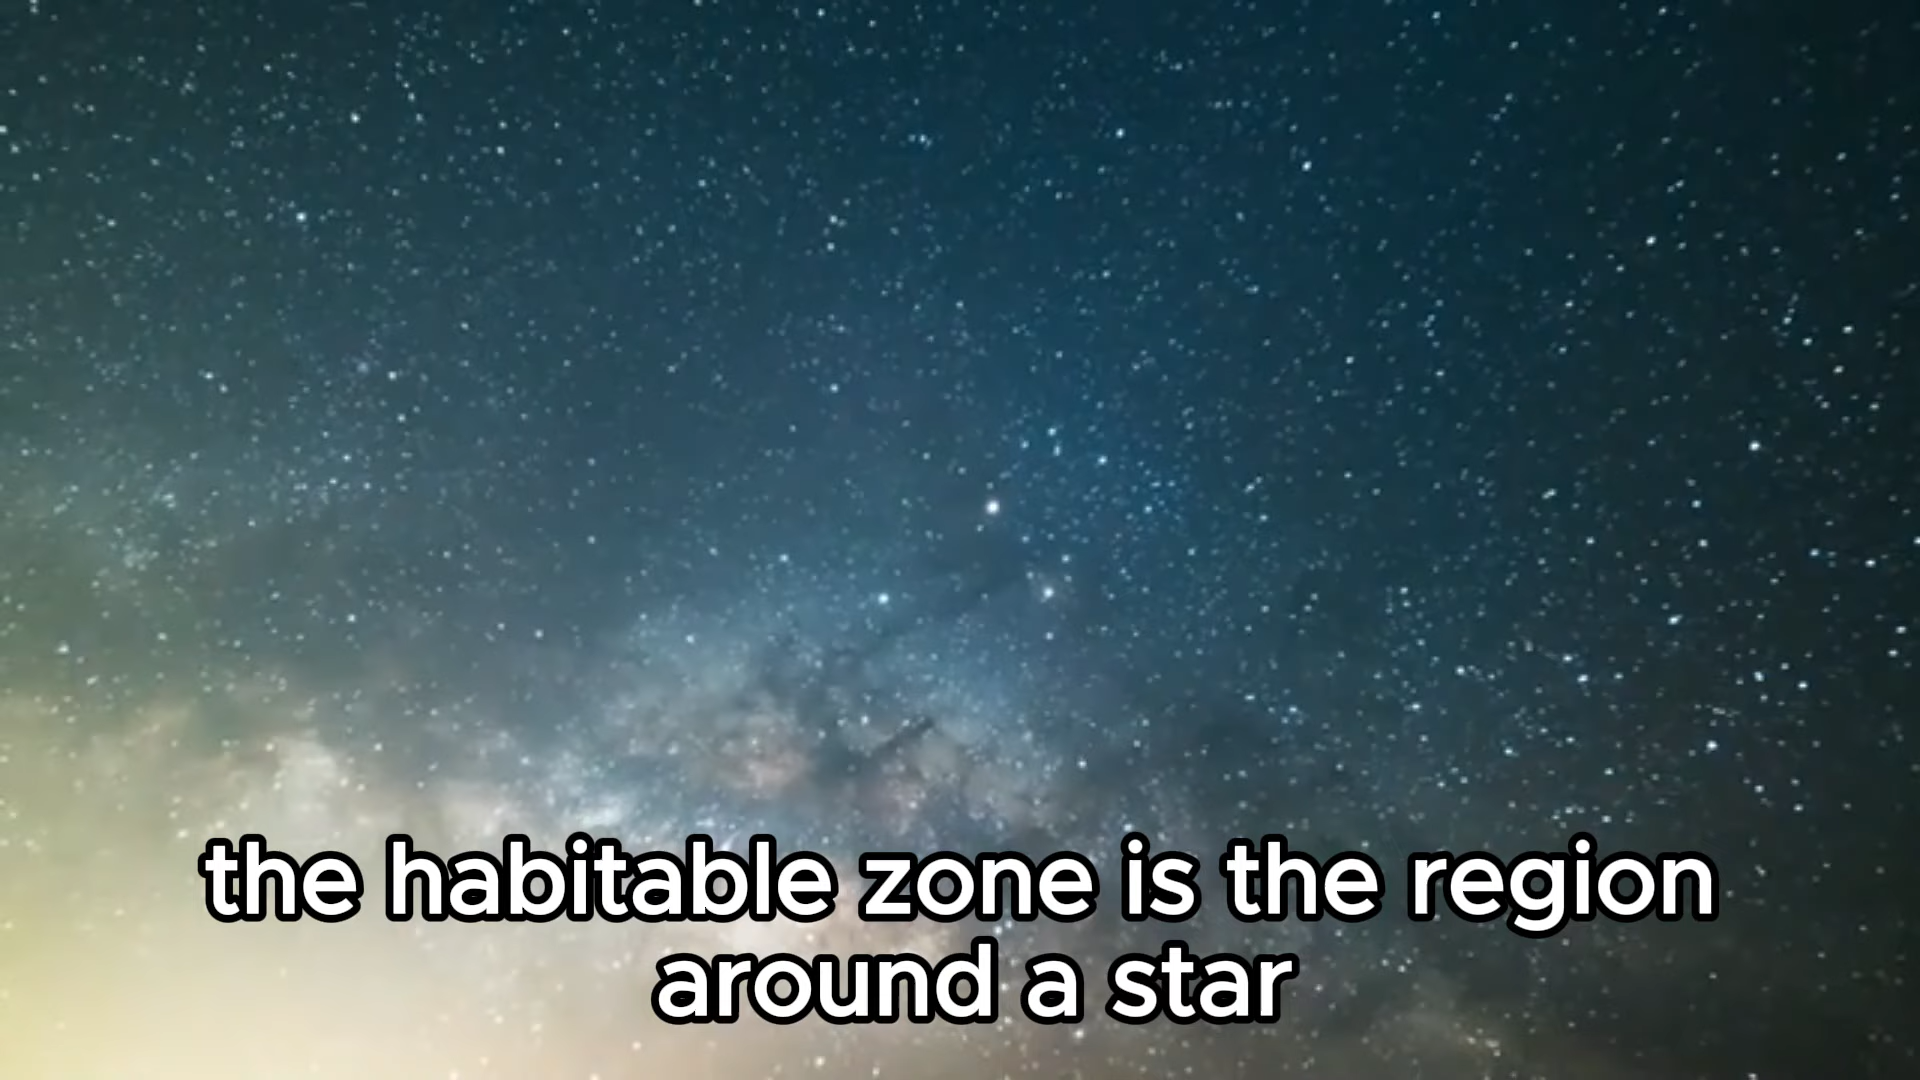 the habitable zone is the region
around a star